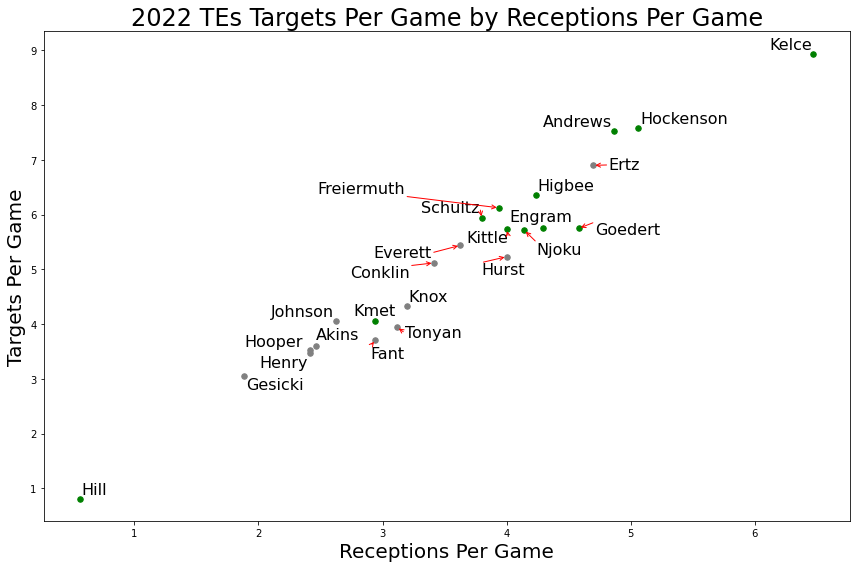 2022 TEs Targets Per Game by Receptions Per Game
Kelce
9
Andrews
Hockenson
8
Ertz
7
Freiermuth
Higbee
Schultz
Engram
6
Kittle
Goedert
Everett
Njoku
Conklin
Hurst
5
Knox
Johnson
Kmet
4
Akins
Tonyan
Hooper
Fant
Henry
Gesicki
3
2
Hill
1
Targets Per Game
1 2 3 4 5 6
Receptions Per Game